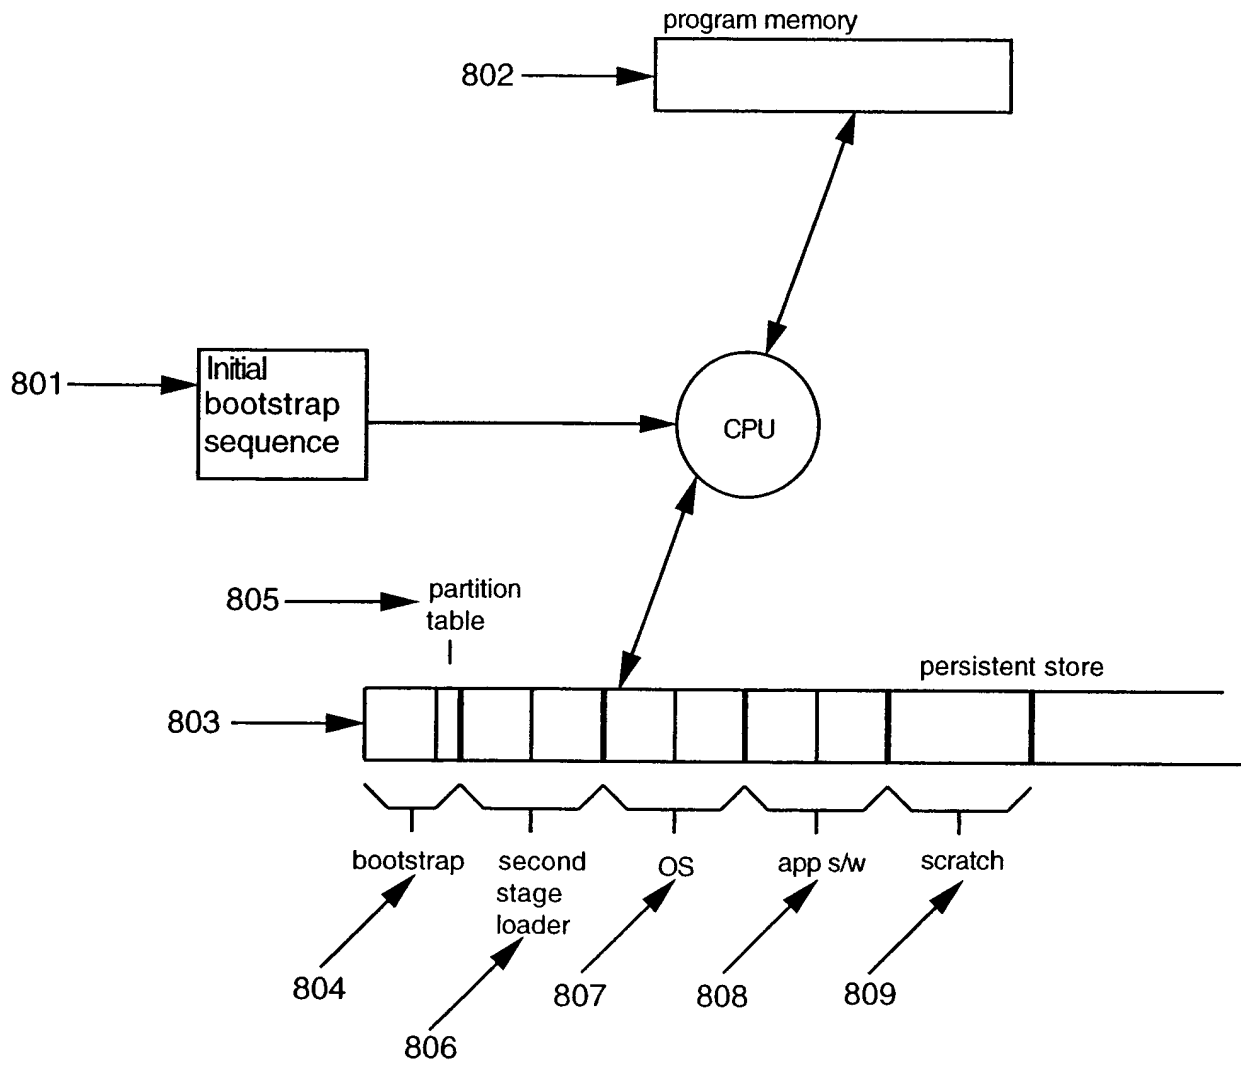 program memory
802
801
Initial
bootstrap
sequence
CPU
805
partition
table
persistent store
803
bootstrap
second
stage
loader
OS
app s/w
scratch
804
806
807
808
809